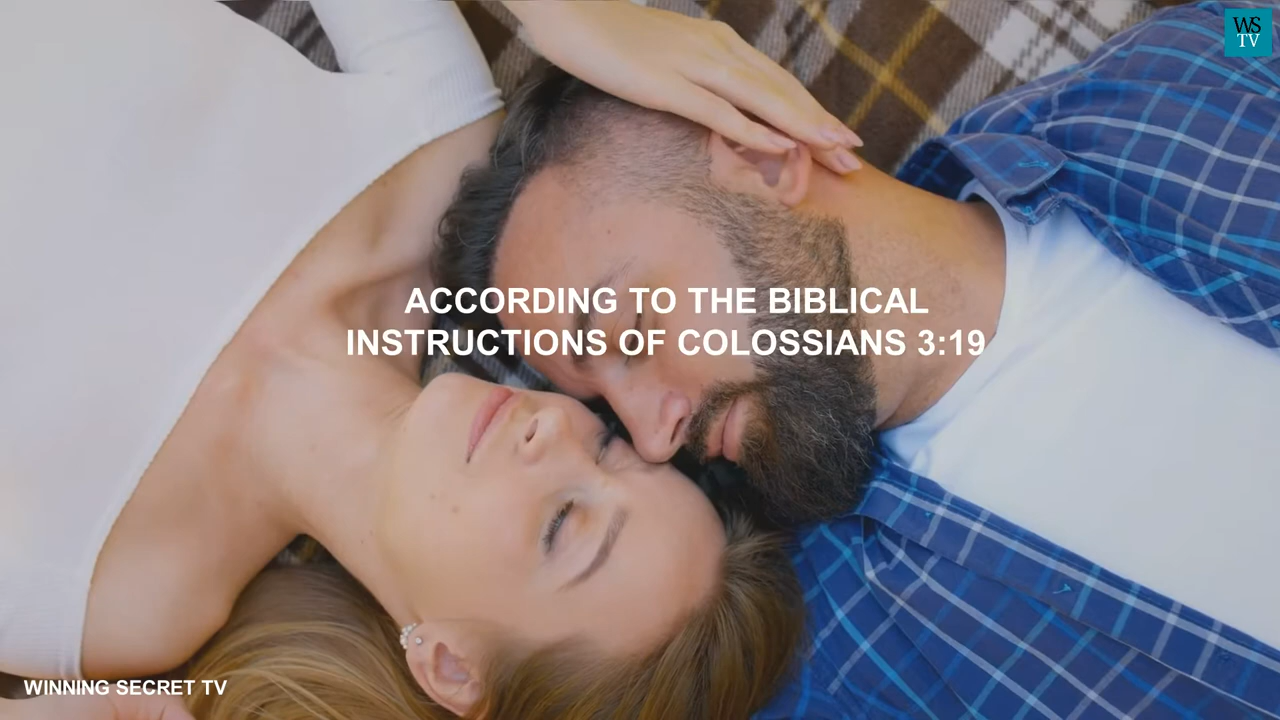 WS
TV
ACCORDING TO THE BIBLICAL
INSTRUCTIONS OF COLOSSIANS 3:19
WINNING SECRET TV